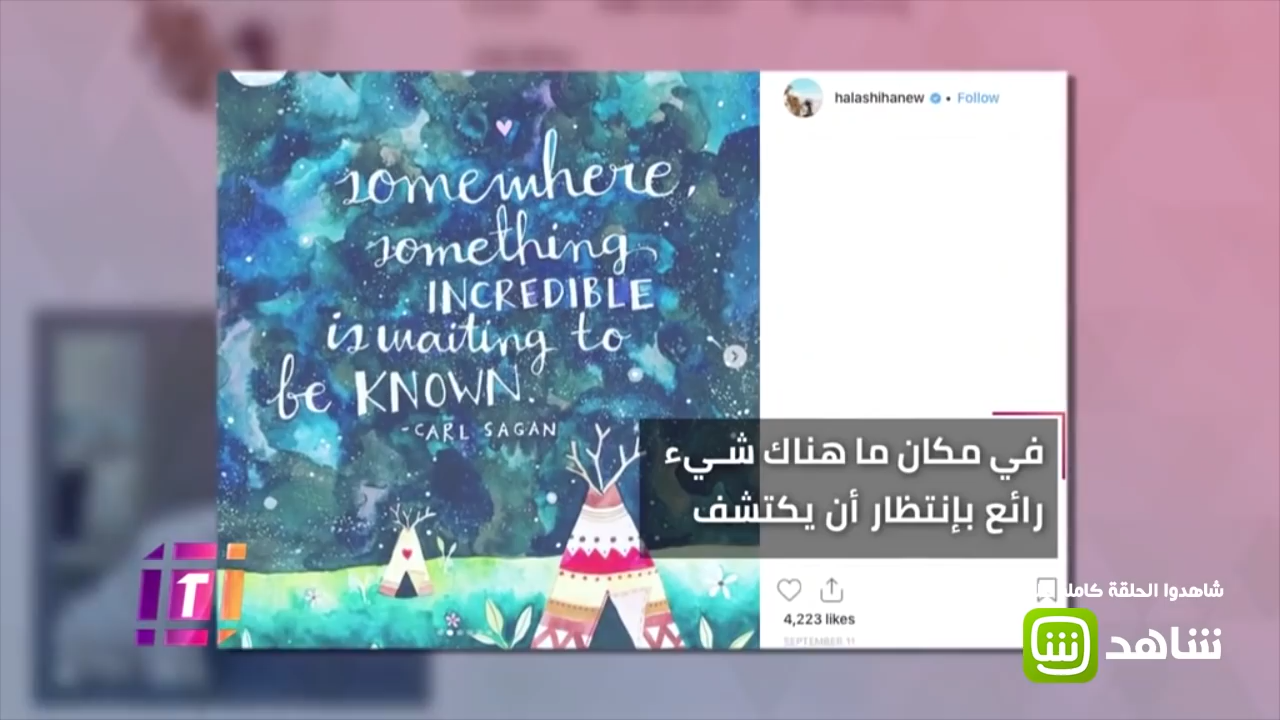 halashihanew • Follow
somewhere,
something
INCREDIBLE
is waiting to
be KNOWN.
-CARL SAGAN
في مكان ما هناك شيء
رائع بإنتظار أن يكتشف
4,223 likes
SEPTEMBER 11
شاهدوا الحلقة كاملة
شاهد